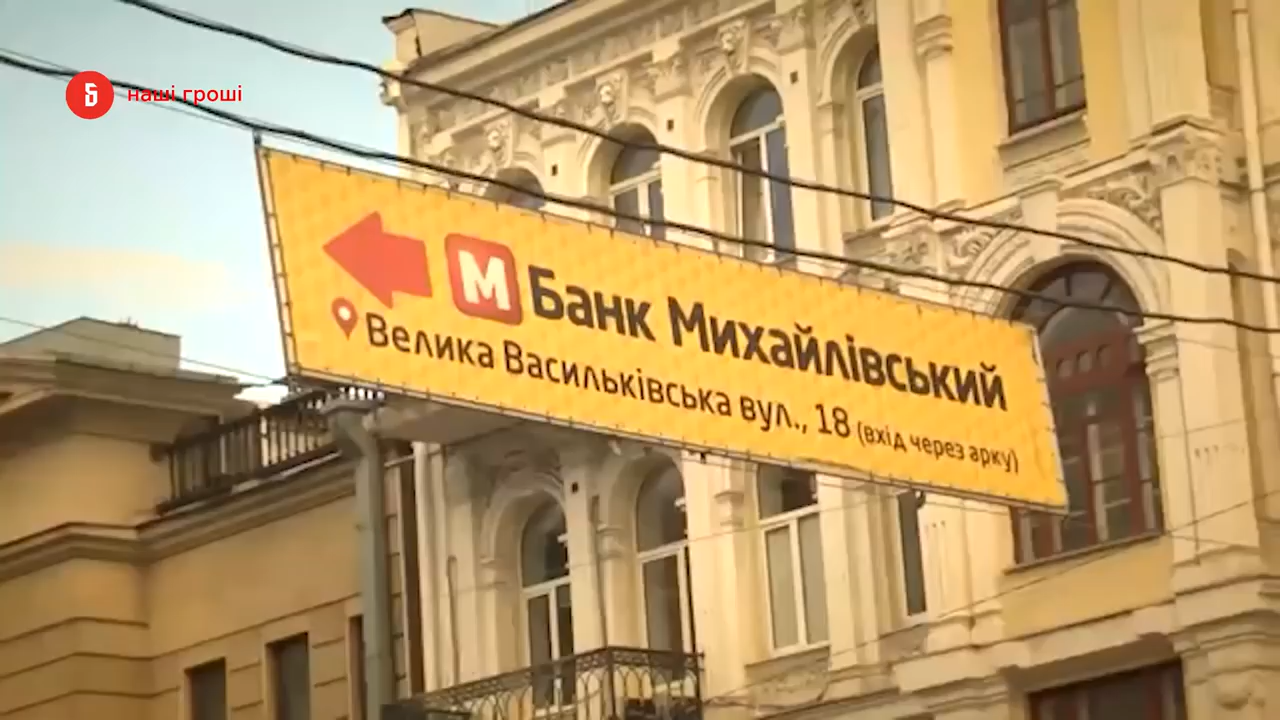 Б наші гроші
М Банк Михайлівський
Велика Васильківська вул., 18 (вхід через арку)